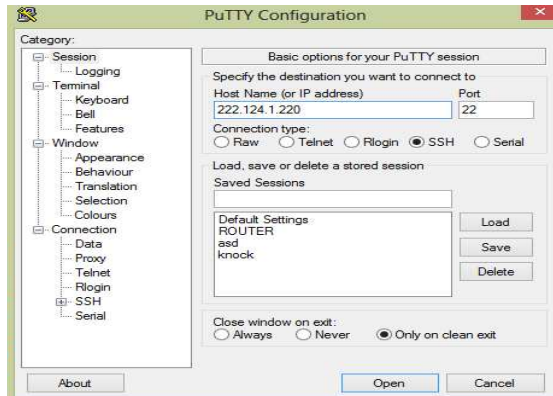 PuTTY Configuration
Category:
Session
Logging
Terminal
Keyboard
Bell
Features
Window
Appearance
Behaviour
Translation
Selection
Colours
Connection
Data
Proxy
Telnet
Rlogin
SSH
Serial
Basic options for your PuTTY session
Specify the destination you want to connect to
Host Name (or IP address) Port
222.124.1.220 22
Connection type:
Raw Telnet Rlogin SSH Serial
Load, save or delete a stored session
Saved Sessions
Default Settings
ROUTER
asd
knock
Load
Save
Delete
Close window on exit:
Always Never Only on clean exit
About Open Cancel